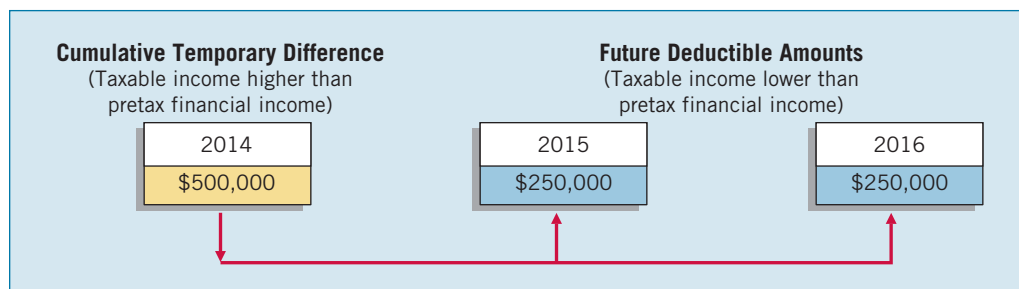 Cumulative Temporary Difference
(Taxable income higher than
pretax financial income)
2014
$500,000
Future Deductible Amounts
(Taxable income lower than
pretax financial income)
2015
$250,000
2016
$250,000